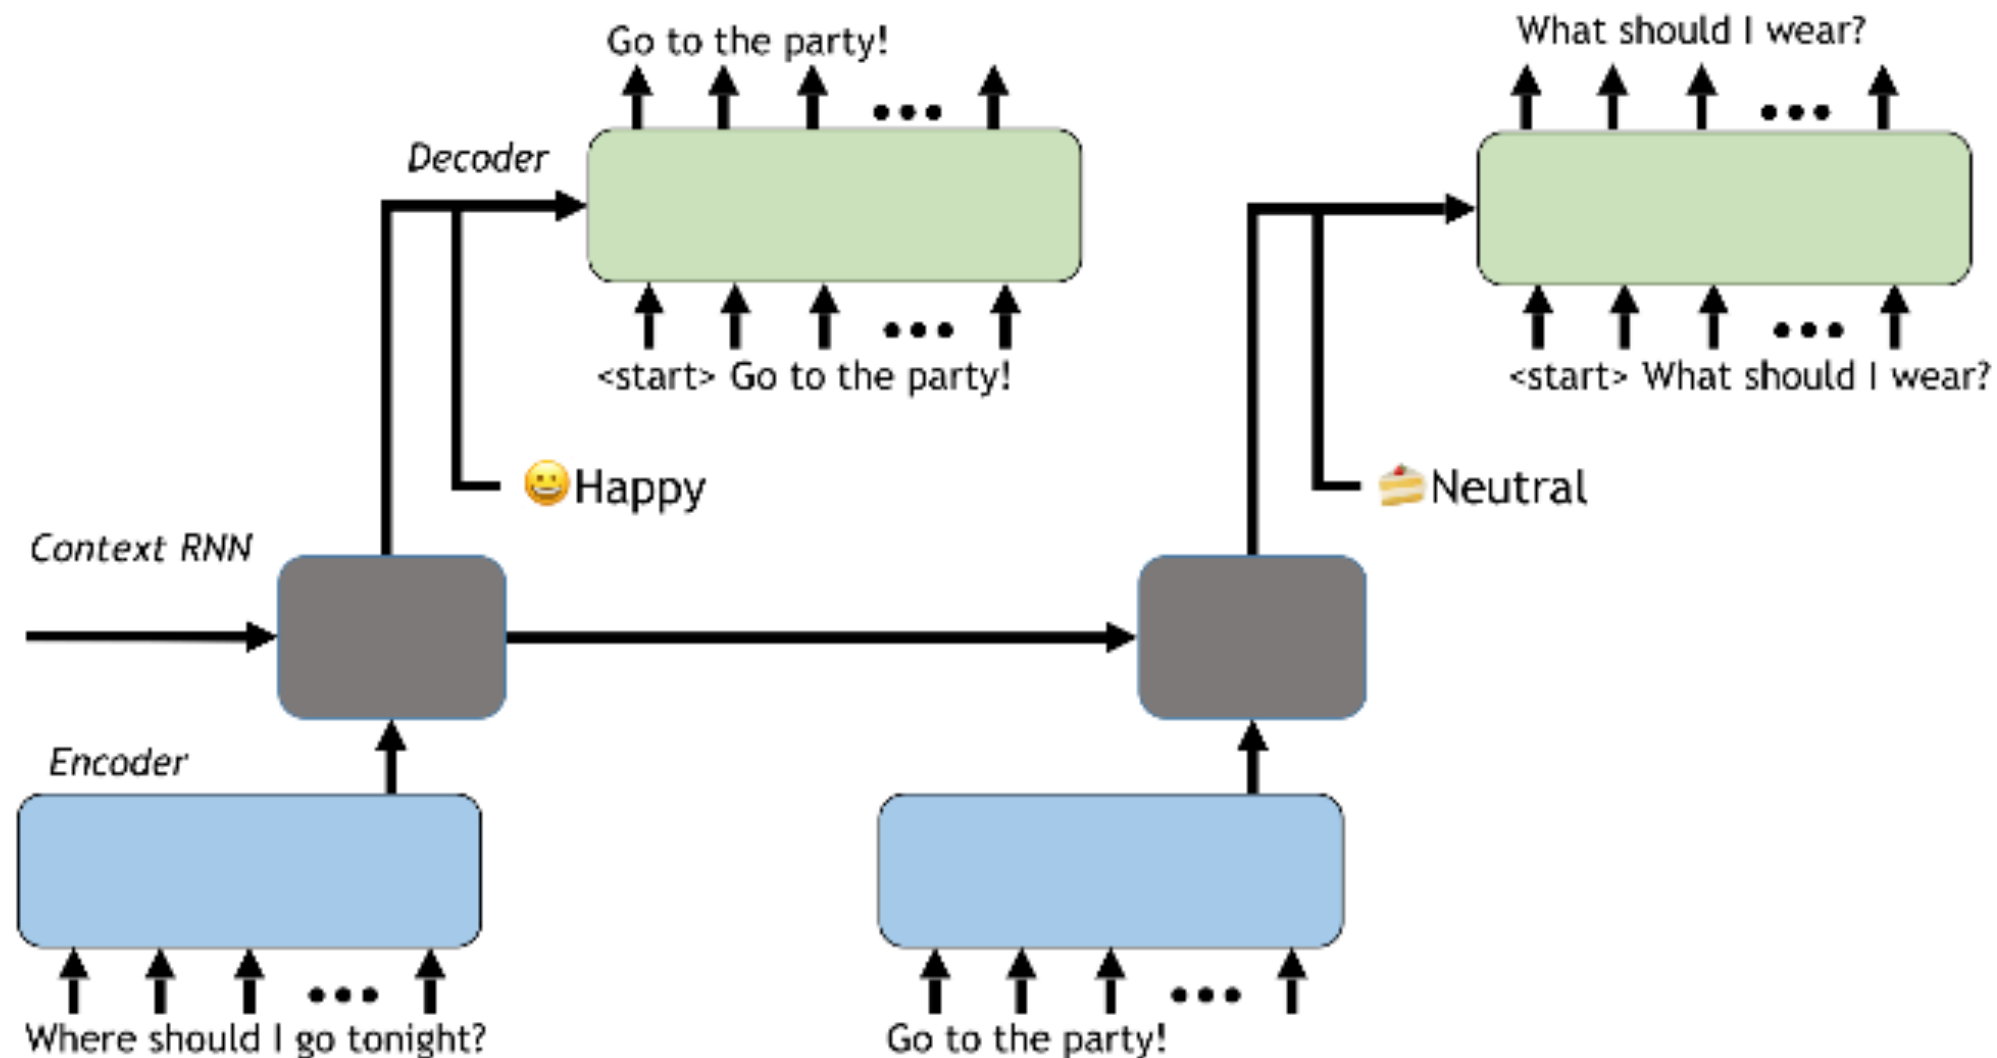 Go to the party!
What should I wear?
Decoder
<start> Go to the party!
<start> What should I wear?
😀Happy
🍰Neutral
Context RNN
Encoder
Where should I go tonight?
Go to the party!